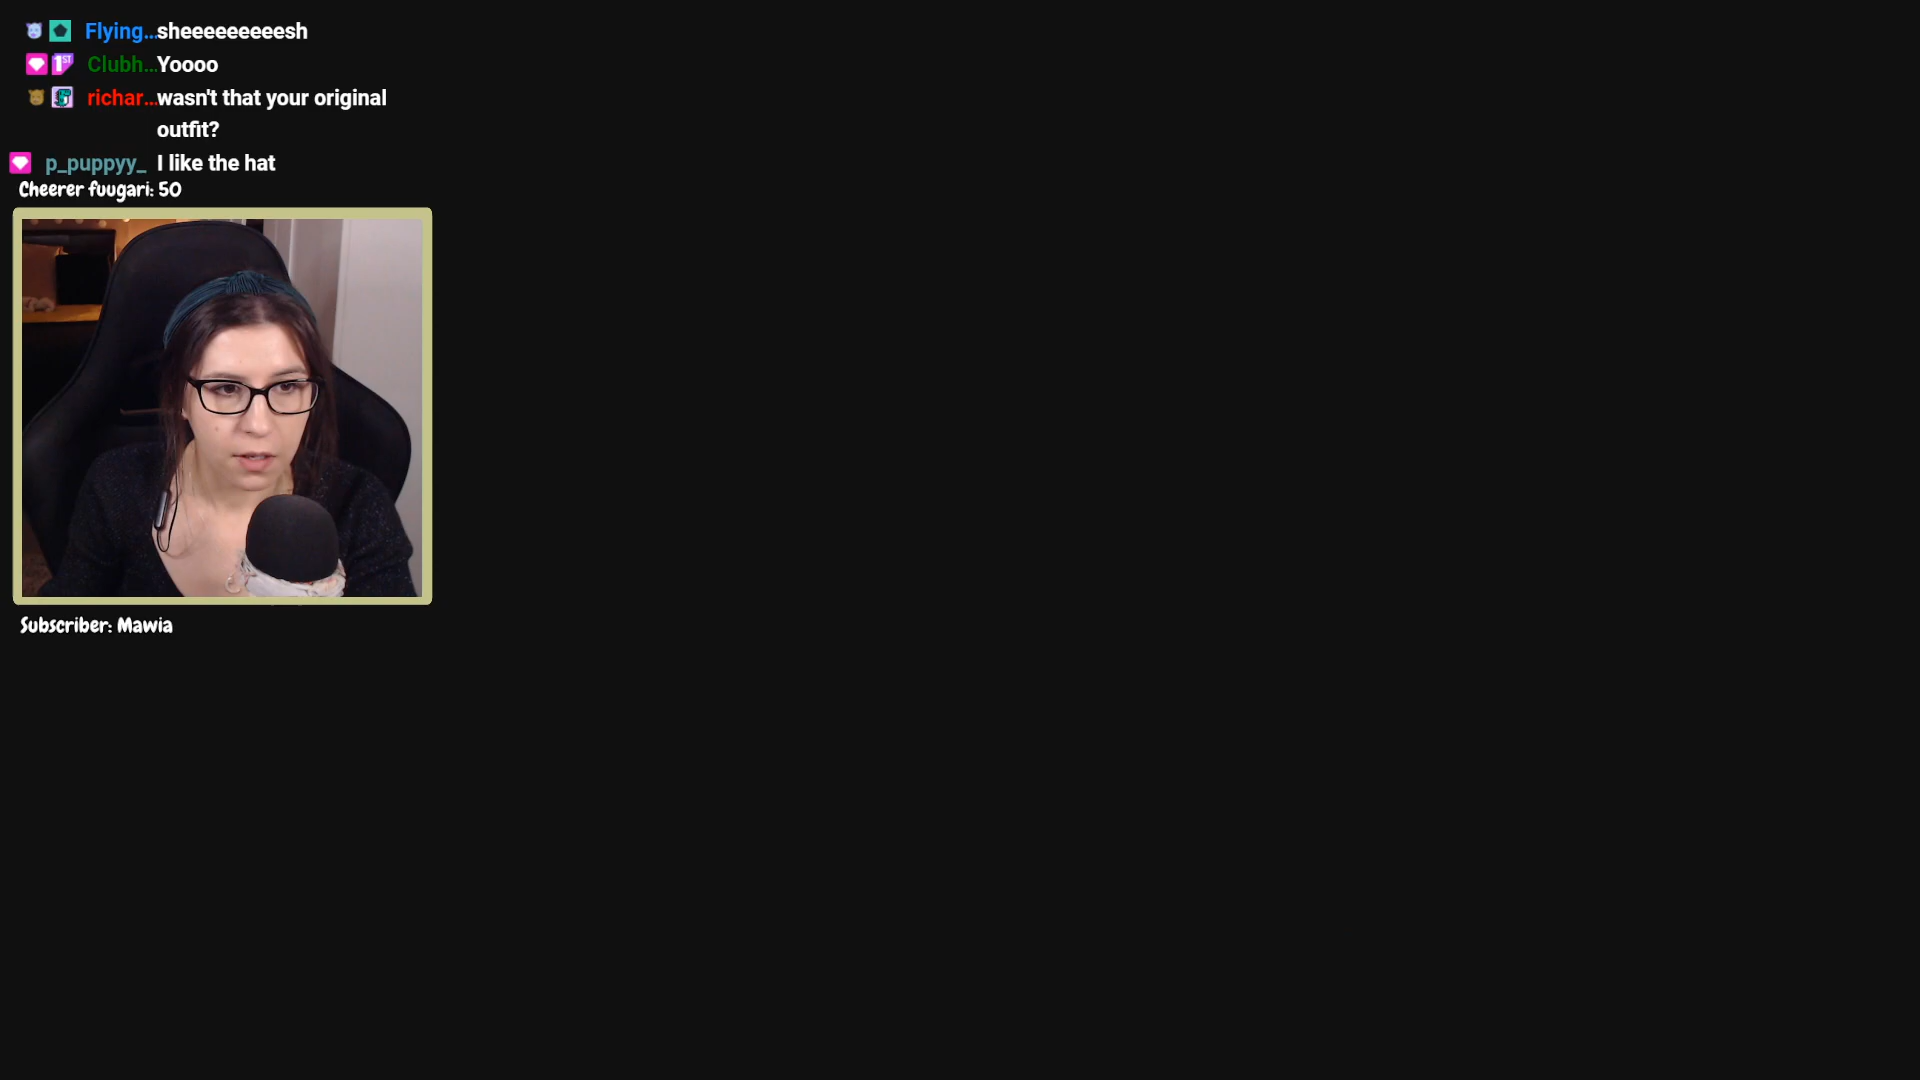 Flying…sheeeeeeeeesh
1ST Clubh…Yoooo
richar…wasn't that your original
outfit?
p_puppyy_ I like the hat
Cheerer fuugari: 50
Subscriber: Mawia